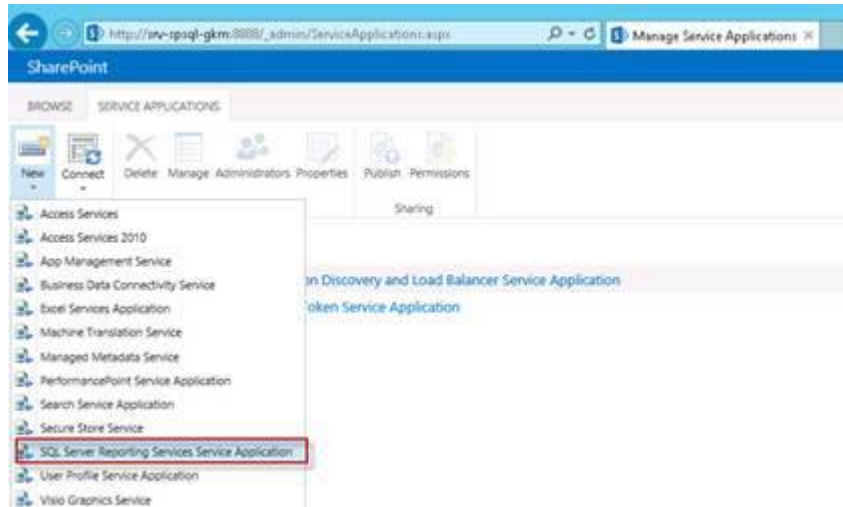 http://srv-spsql-gkm:8888/_admin/ServiceApplications.aspx
Manage Service Applications
SharePoint
BROWSE SERVICE APPLICATIONS
New Connect Delete Manage Administrators Properties Publish Permissions
Sharing
Access Services
Access Services 2010
App Management Service
Business Data Connectivity Service
on Discovery and Load Balancer Service Application
Excel Services Application
oken Service Application
Machine Translation Service
Managed Metadata Service
PerformancePoint Service Application
Search Service Application
Secure Store Service
SQL Server Reporting Services Service Application
User Profile Service Application
Visio Graphics Service